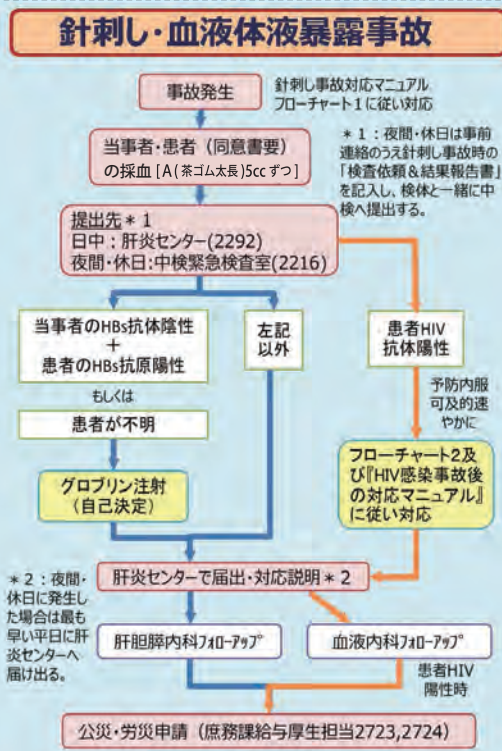 針刺し・血液体液暴露事故
事故発生
針刺し事故対応マニュアル
フローチャート1に従い対応
当事者・患者（同意書要）
の採血 [A(茶ゴム太長)5cc ずつ]
＊1：夜間・休日は事前
連絡のうえ針刺し事故時の
「検査依頼＆結果報告書」
を記入し、検体と一緒に中
検へ提出する。
提出先＊1
日中：肝炎センター(2292)
夜間・休日:中検緊急検査室(2216)
当事者のHBs抗体陰性
＋
患者のHBs抗原陽性
左記
以外
患者HIV
抗体陽性
もしくは
患者が不明
予防内服
可及的速
やかに
グロブリン注射
（自己決定）
フローチャート2及
び『HIV感染事故後
の対応マニュアル』
に従い対応
肝炎センターで届出・対応説明＊2
＊2：夜間・
休日に発生し
た場合は最も
早い平日に肝
炎センターへ
届け出る。
肝胆膵内科ﾌｫﾛｰｱｯﾌﾟ
血液内科ﾌｫﾛｰｱｯﾌﾟ
患者HIV
陽性時
公災・労災申請（庶務課給与厚生担当2723,2724）